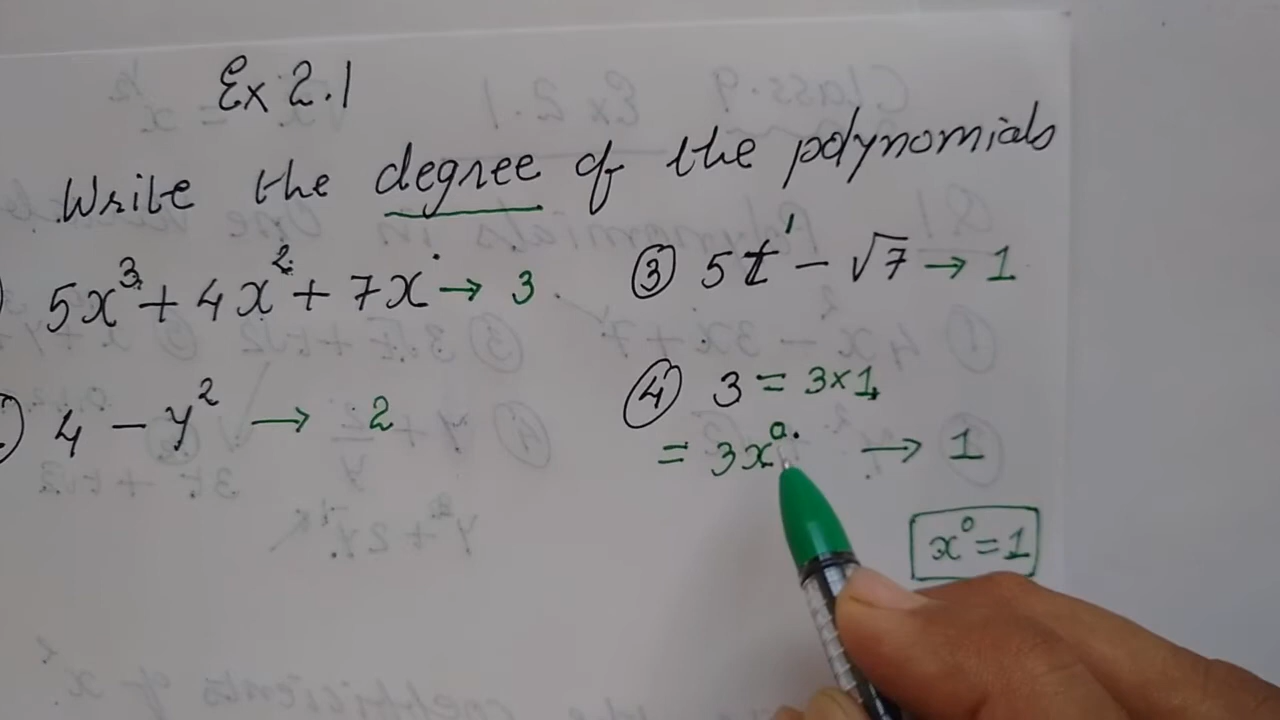 Ex 2.1
Write the degree of the polynomials
5x³ + 4x² + 7x → 3
4 - y² → 2
③ 5t¹ - √7 → 1
④ 3 = 3×1
= 3x⁰ → 1
x⁰ = 1